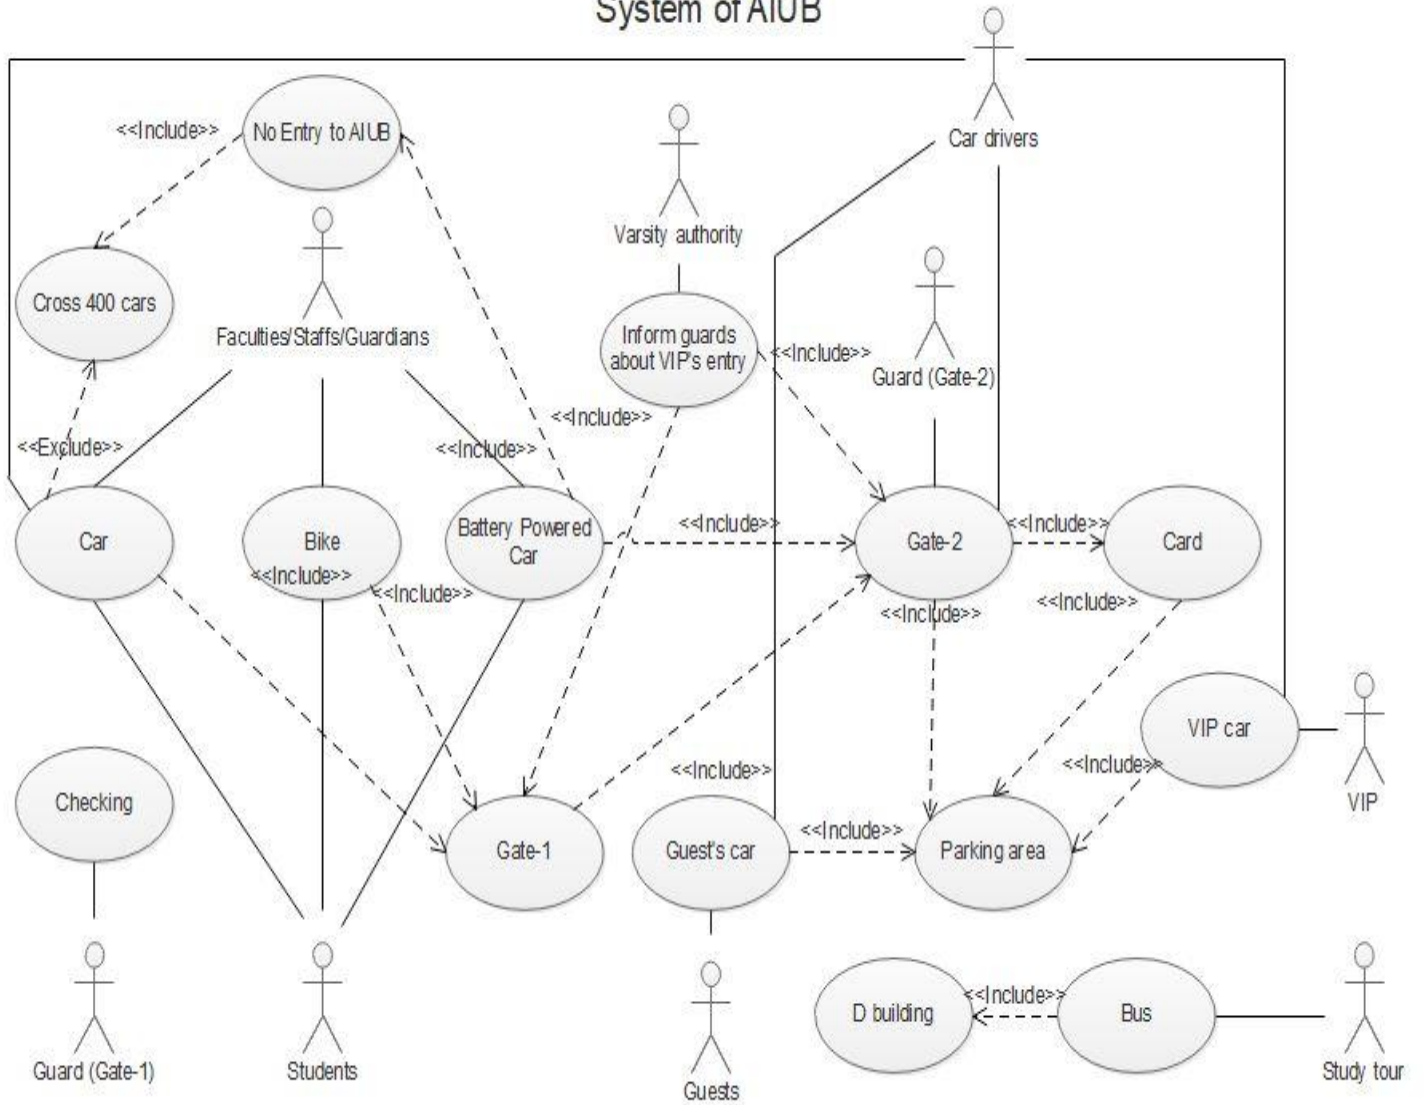 System of AIUB
<<Include>>
No Entry to AIUB
Car drivers
Varsity authority
Cross 400 cars
Faculties/Staffs/Guardians
Inform guards
about VIP's entry
<<Include>>
Guard (Gate-2)
<<Exclude>>
<<Include>>
<<Include>>
Car
Bike
<<Include>>
Battery Powered
Car
<<Include>>
<<Include>>
Gate-2
<<Include>>
Card
<<Include>>
<<Include>>
VIP car
VIP
Checking
Gate-1
<<Include>>
Guest's car
<<Include>>
Parking area
<<Include>>
D building
<<Include>>
Bus
Guard (Gate-1)
Students
Guests
Study tour